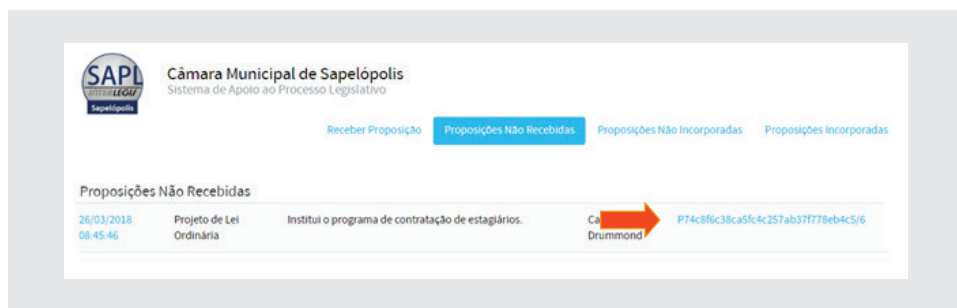 SAPL
INTERLEGIS
Sapelópolis
Câmara Municipal de Sapelópolis
Sistema de Apoio ao Processo Legislativo
Receber Proposição Proposições Não Recebidas Proposições Não Incorporadas Proposições Incorporadas
Proposições Não Recebidas
26/03/2018 Projeto de Lei Institui o programa de contratação de estagiários. P74c8f6c38ca5fc4c257ab37f778eb4c5/6
08:45:46 Ordinária Drummond